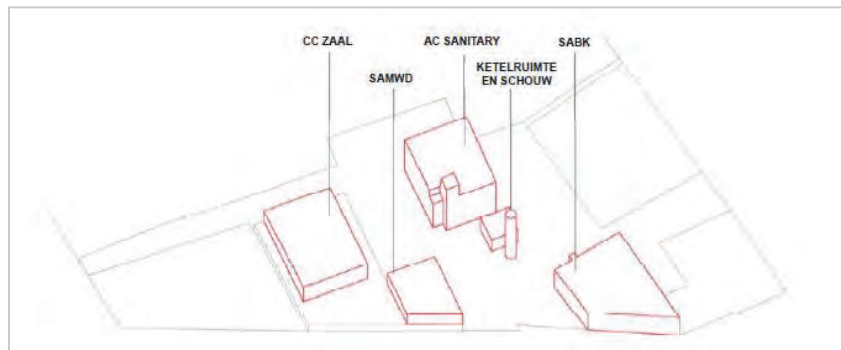 CC ZAAL
SAMWD
AC SANITARY
KETELRUIMTE
EN SCHOUW
SABK